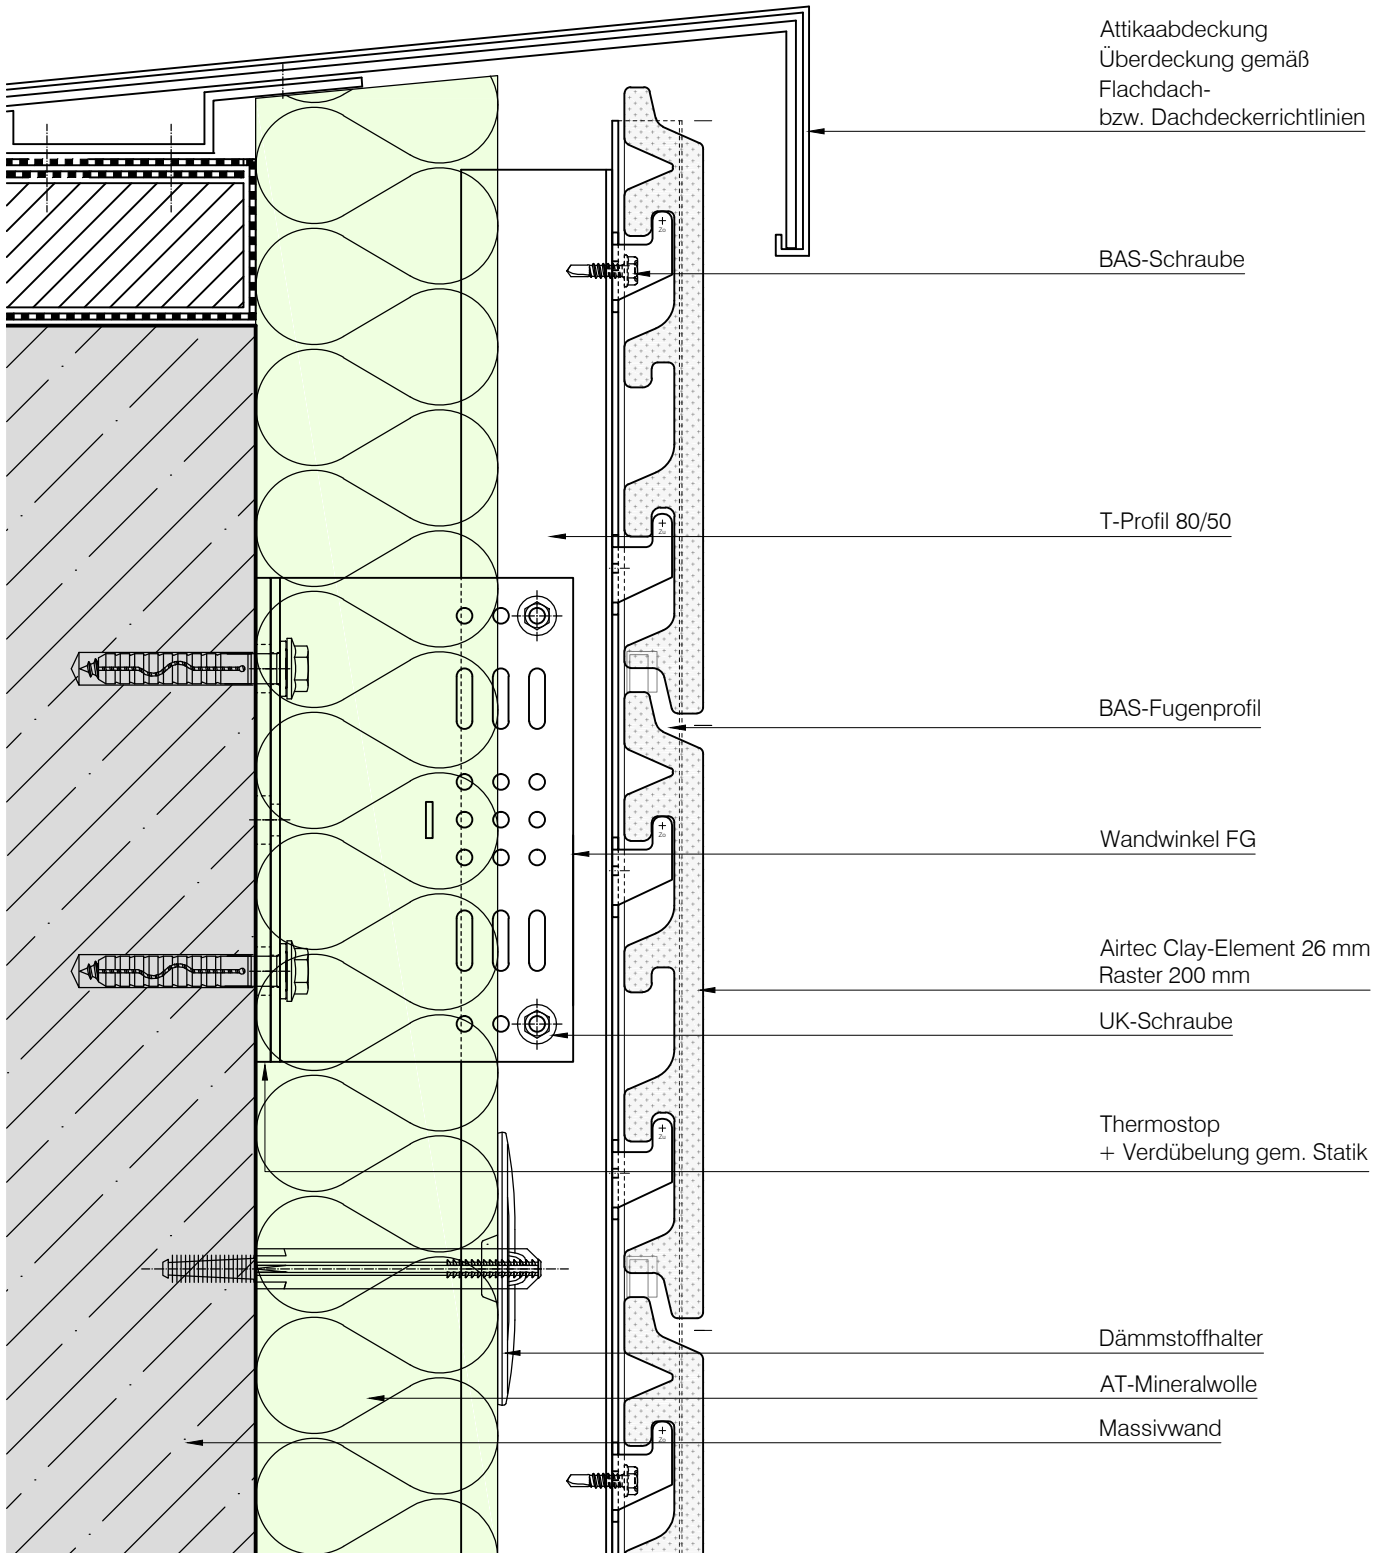 Attikaabdeckung
Überdeckung gemäß
Flachdach-
bzw. Dachdeckerrichtlinien
BAS-Schraube
T-Profil 80/50
BAS-Fugenprofil
Wandwinkel FG
Airtec Clay-Element 26 mm
Raster 200 mm
UK-Schraube
Thermostop
+ Verdübelung gem. Statik
Dämmstoffhalter
AT-Mineralwolle
Massivwand